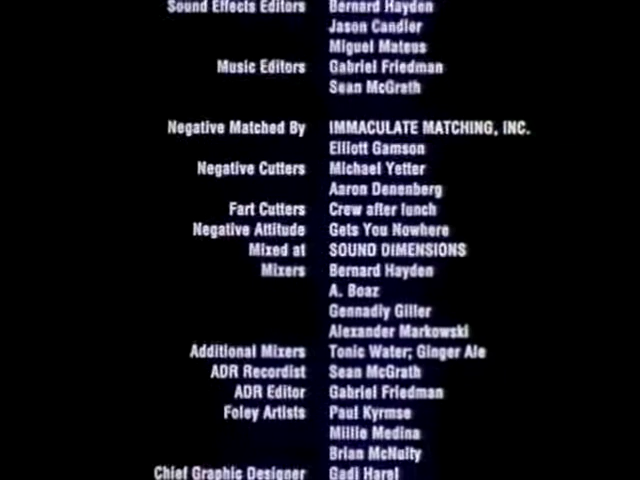 Sound Effects Editors Bernard Hayden
Jason Candler
Miguel Mateus
Music Editors Gabriel Friedman
Sean McGrath
Negative Matched By IMMACULATE MATCHING, INC.
Elliott Gamson
Negative Cutters Michael Yetter
Aaron Denenberg
Fart Cutters Crew after lunch
Negative Attitude Gets You Nowhere
Mixed at SOUND DIMENSIONS
Mixers Bernard Hayden
A. Boaz
Gennadiy Giller
Alexander Markowski
Additional Mixers Tonic Water; Ginger Ale
ADR Recordist Sean McGrath
ADR Editor Gabriel Friedman
Foley Artists Paul Kyrmse
Millie Medina
Brian McNulty
Chief Graphic Designer Gadi Harel